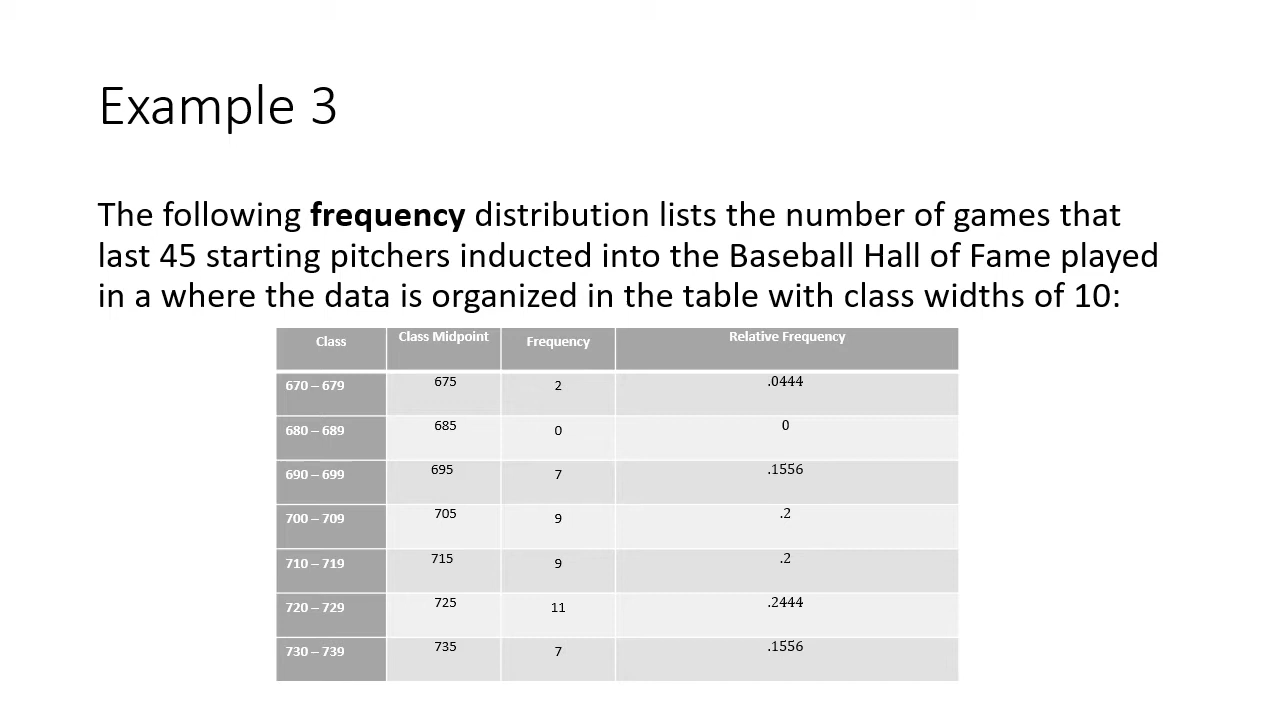 Example 3
The following frequency distribution lists the number of games that
last 45 starting pitchers inducted into the Baseball Hall of Fame played
in a where the data is organized in the table with class widths of 10:
Class Class Midpoint Frequency Relative Frequency
670 – 679 675 2 .0444
680 – 689 685 0 0
690 – 699 695 7 .1556
700 – 709 705 9 .2
710 – 719 715 9 .2
720 – 729 725 11 .2444
730 – 739 735 7 .1556